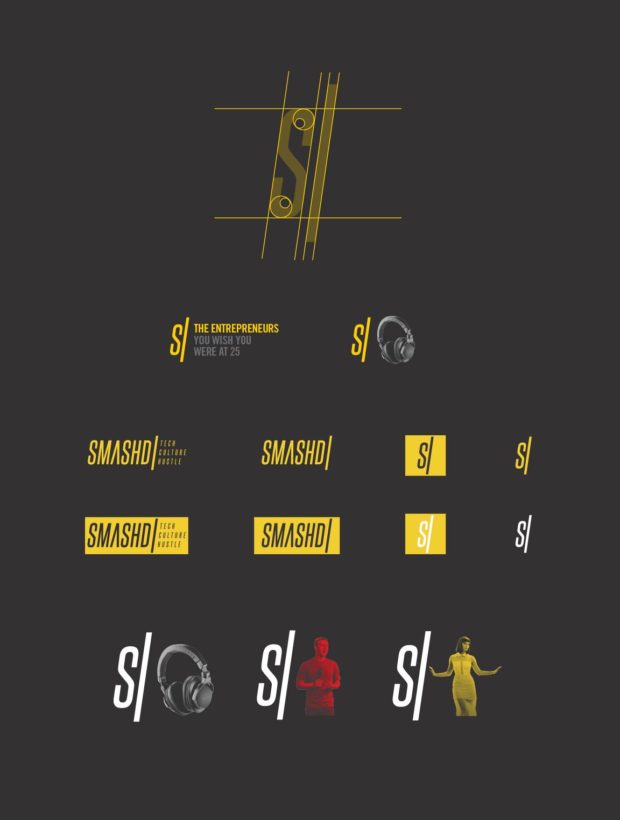 S/
S/
THE ENTREPRENEURS
YOU WISH YOU
WERE AT 25
S/
SMASHD/
TECH
CULTURE
HUSTLE
SMASHD/
S/
S/
SMASHD/
TECH
CULTURE
HUSTLE
SMASHD/
S/
S/
S/
S/
S/